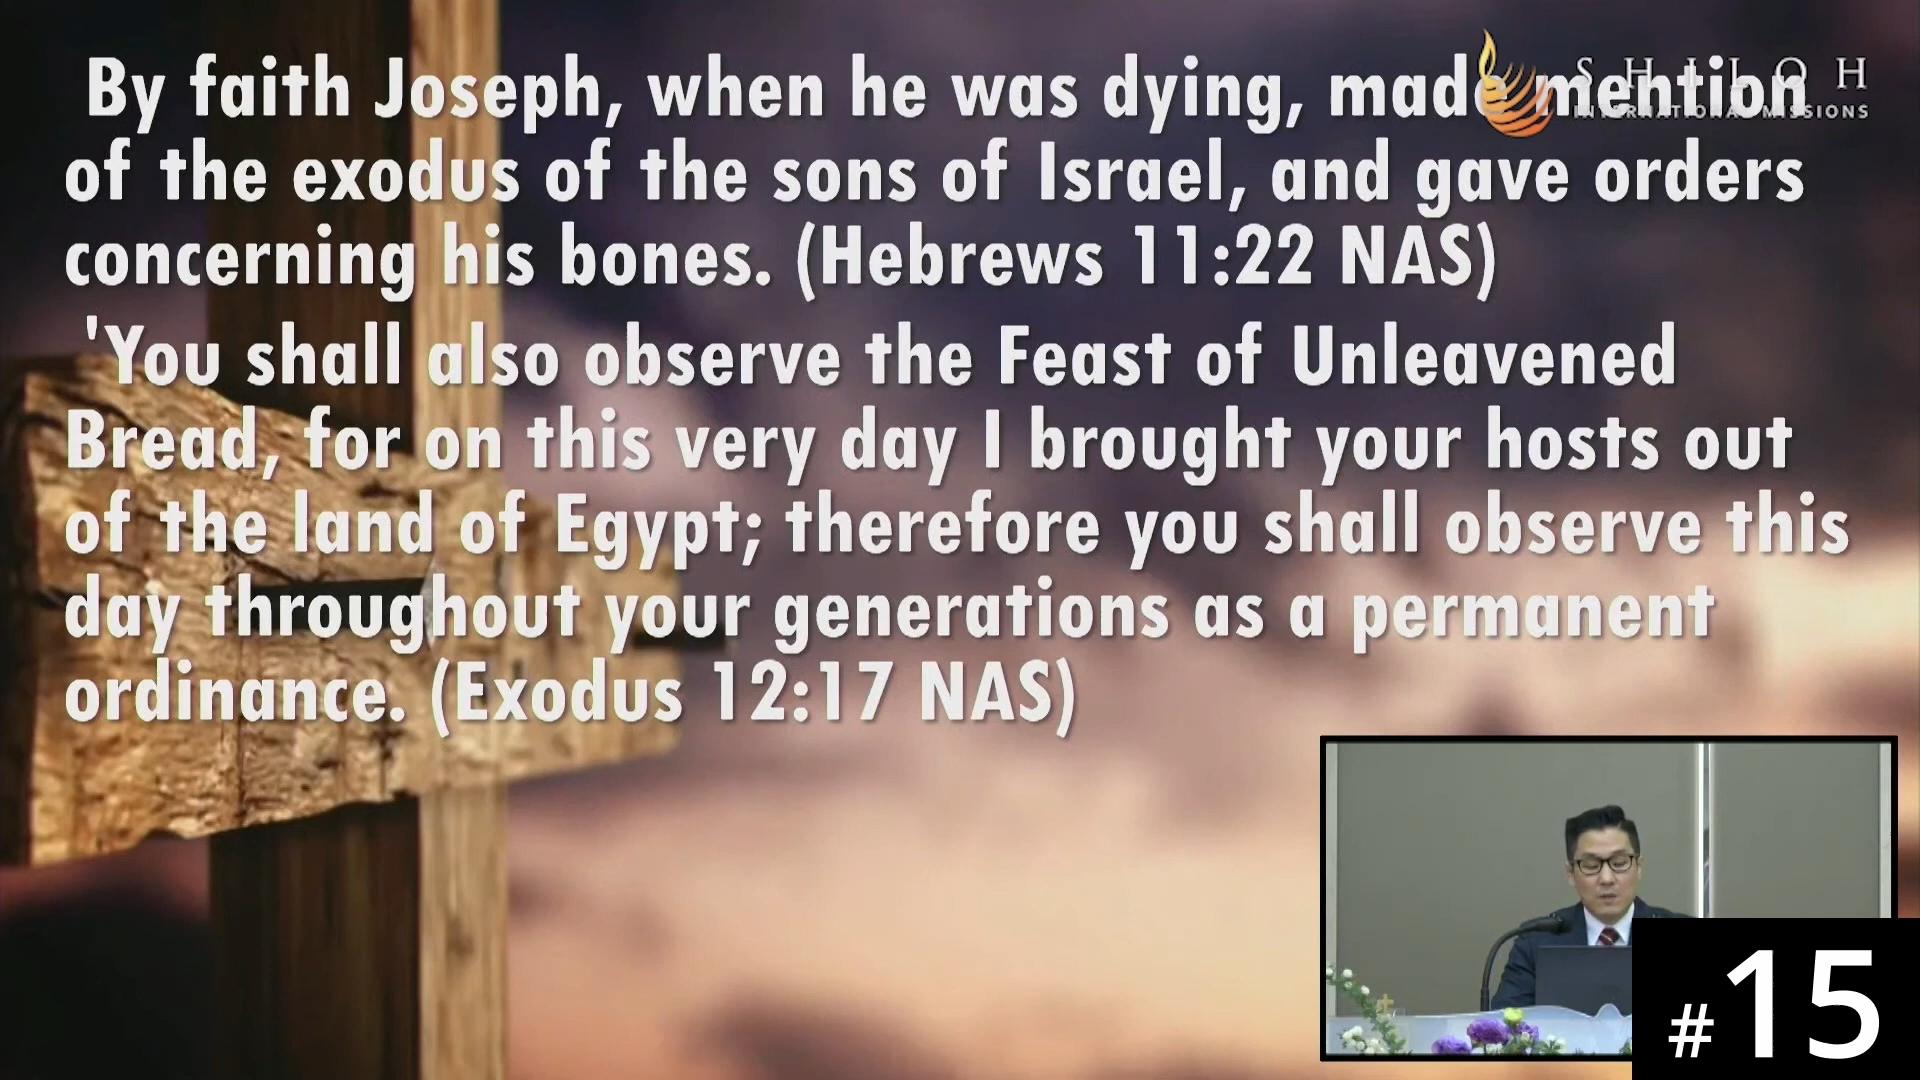 By faith Joseph, when he was dying, made mention
of the exodus of the sons of Israel, and gave orders
concerning his bones. (Hebrews 11:22 NAS)
'You shall also observe the Feast of Unleavened
Bread, for on this very day I brought your hosts out
of the land of Egypt; therefore you shall observe this
day throughout your generations as a permanent
ordinance. (Exodus 12:17 NAS)
SHILOH
INTERNATIONAL MISSIONS
#15